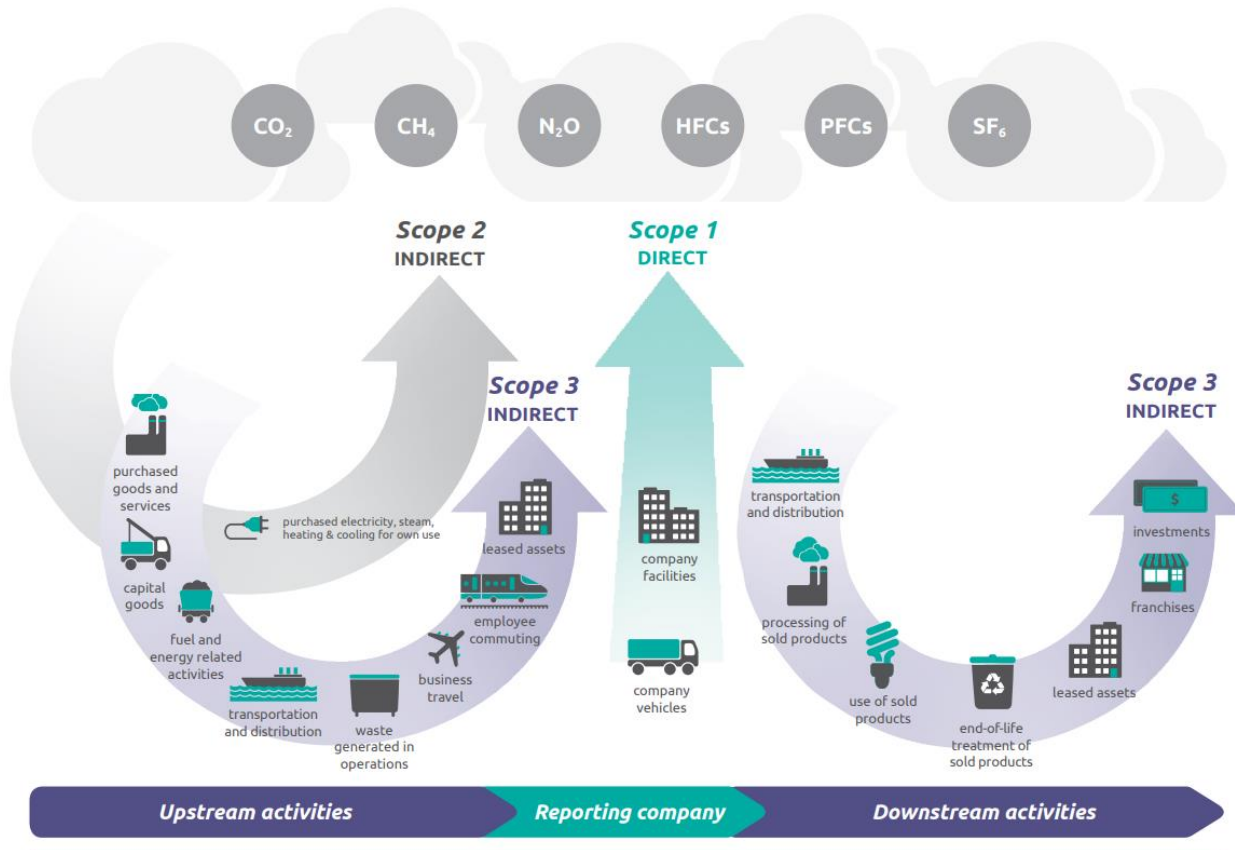 CO₂
CH₄
N₂O
HFCs
PFCs
SF₆
Scope 2
INDIRECT
Scope 1
DIRECT
Scope 3
INDIRECT
Scope 3
INDIRECT
purchased
goods and
services
capital
goods
fuel and
energy related
activities
transportation
and distribution
waste
generated in
operations
business
travel
employee
commuting
leased assets
purchased electricity, steam,
heating & cooling for own use
company
facilities
company
vehicles
transportation
and distribution
processing of
sold products
use of sold
products
end-of-life
treatment of
sold products
leased assets
franchises
$
investments
Upstream activities
Reporting company
Downstream activities